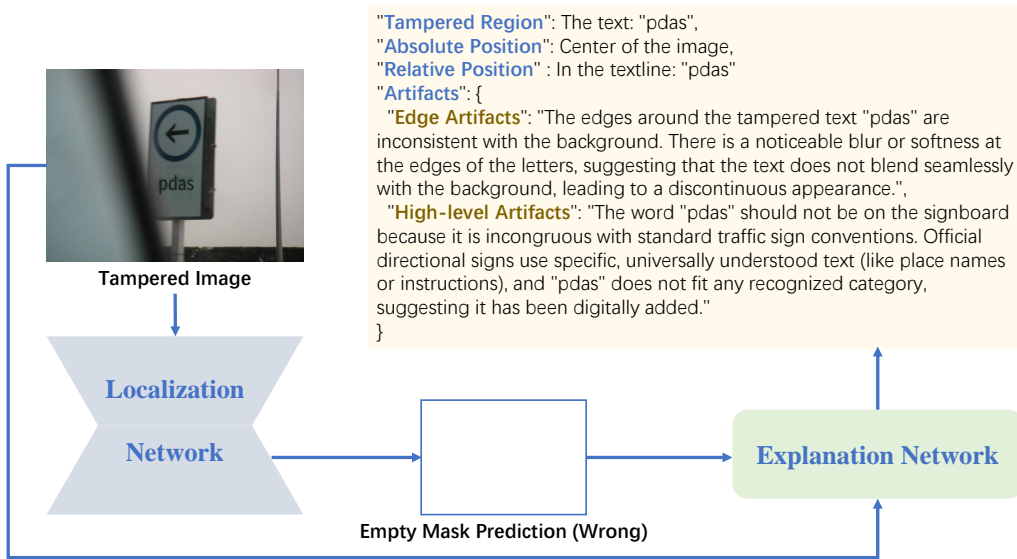 "Tampered Region": The text: "pdas",
"Absolute Position": Center of the image,
"Relative Position" : In the textline: "pdas"
"Artifacts": {
"Edge Artifacts": "The edges around the tampered text "pdas" are
inconsistent with the background. There is a noticeable blur or softness at
the edges of the letters, suggesting that the text does not blend seamlessly
with the background, leading to a discontinuous appearance.",
"High-level Artifacts": "The word "pdas" should not be on the signboard
because it is incongruous with standard traffic sign conventions. Official
directional signs use specific, universally understood text (like place names
or instructions), and "pdas" does not fit any recognized category,
suggesting it has been digitally added."
}
pdas
Tampered Image
Localization
Network
Empty Mask Prediction (Wrong)
Explanation Network